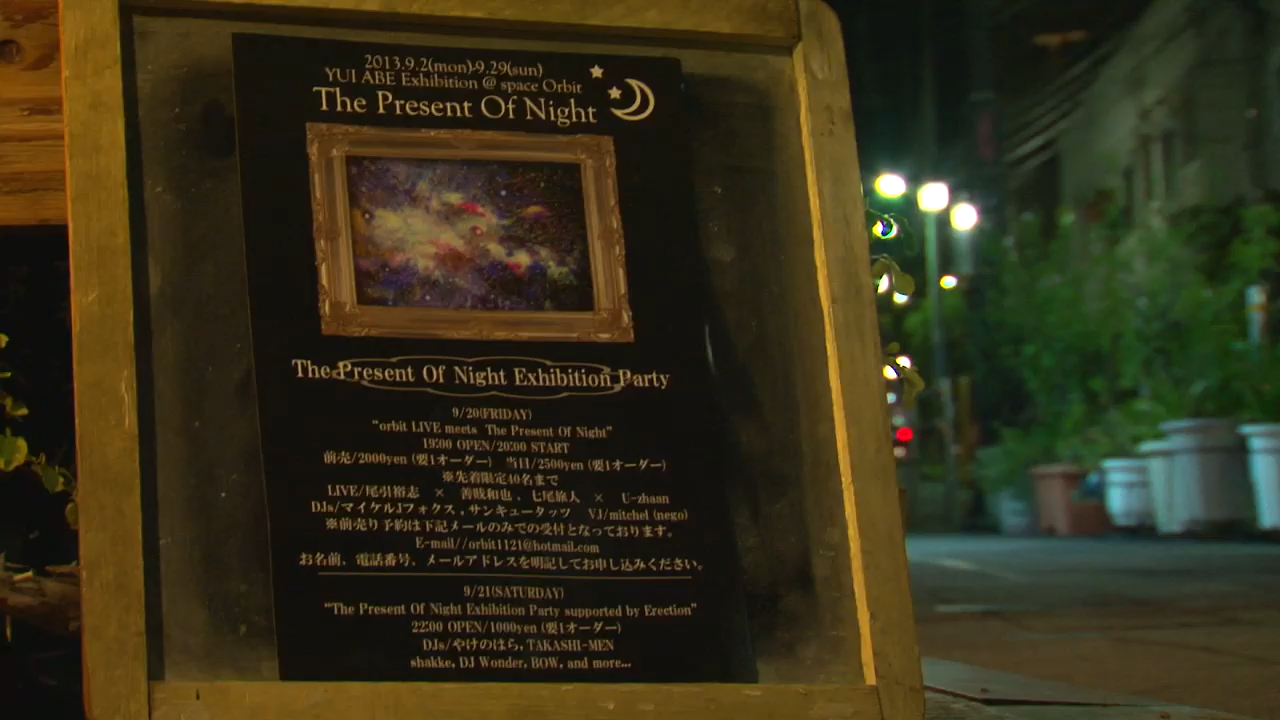 2013.9.2(mon)-9.29(sun)
YUI ABE Exhibition @ space Orbit
The Present Of Night
The Present Of Night Exhibition Party
9/20(FRIDAY)
"orbit LIVE meets The Present Of Night"
19:00 OPEN/20:00 START
前売/2000yen (要1オーダー) 当日/2500yen (要1オーダー)
※先着限定40名まで
LIVE/尾引裕志 × 善戝和也、七尾旅人 × U-zhaan
DJs/マイケルJフォクス, サンキュータッツ VJ/mitchel (nego)
※前売り予約は下記メールのみでの受付となっております。
E-mail//orbit1121@hotmail.com
お名前、電話番号、メールアドレスを明記してお申し込みください。
9/21(SATURDAY)
"The Present Of Night Exhibition Party supported by Erection"
22:00 OPEN/1000yen (要1オーダー)
DJs/やけのはら, TAKASHI-MEN
shakke, DJ Wonder, BOW, and more...